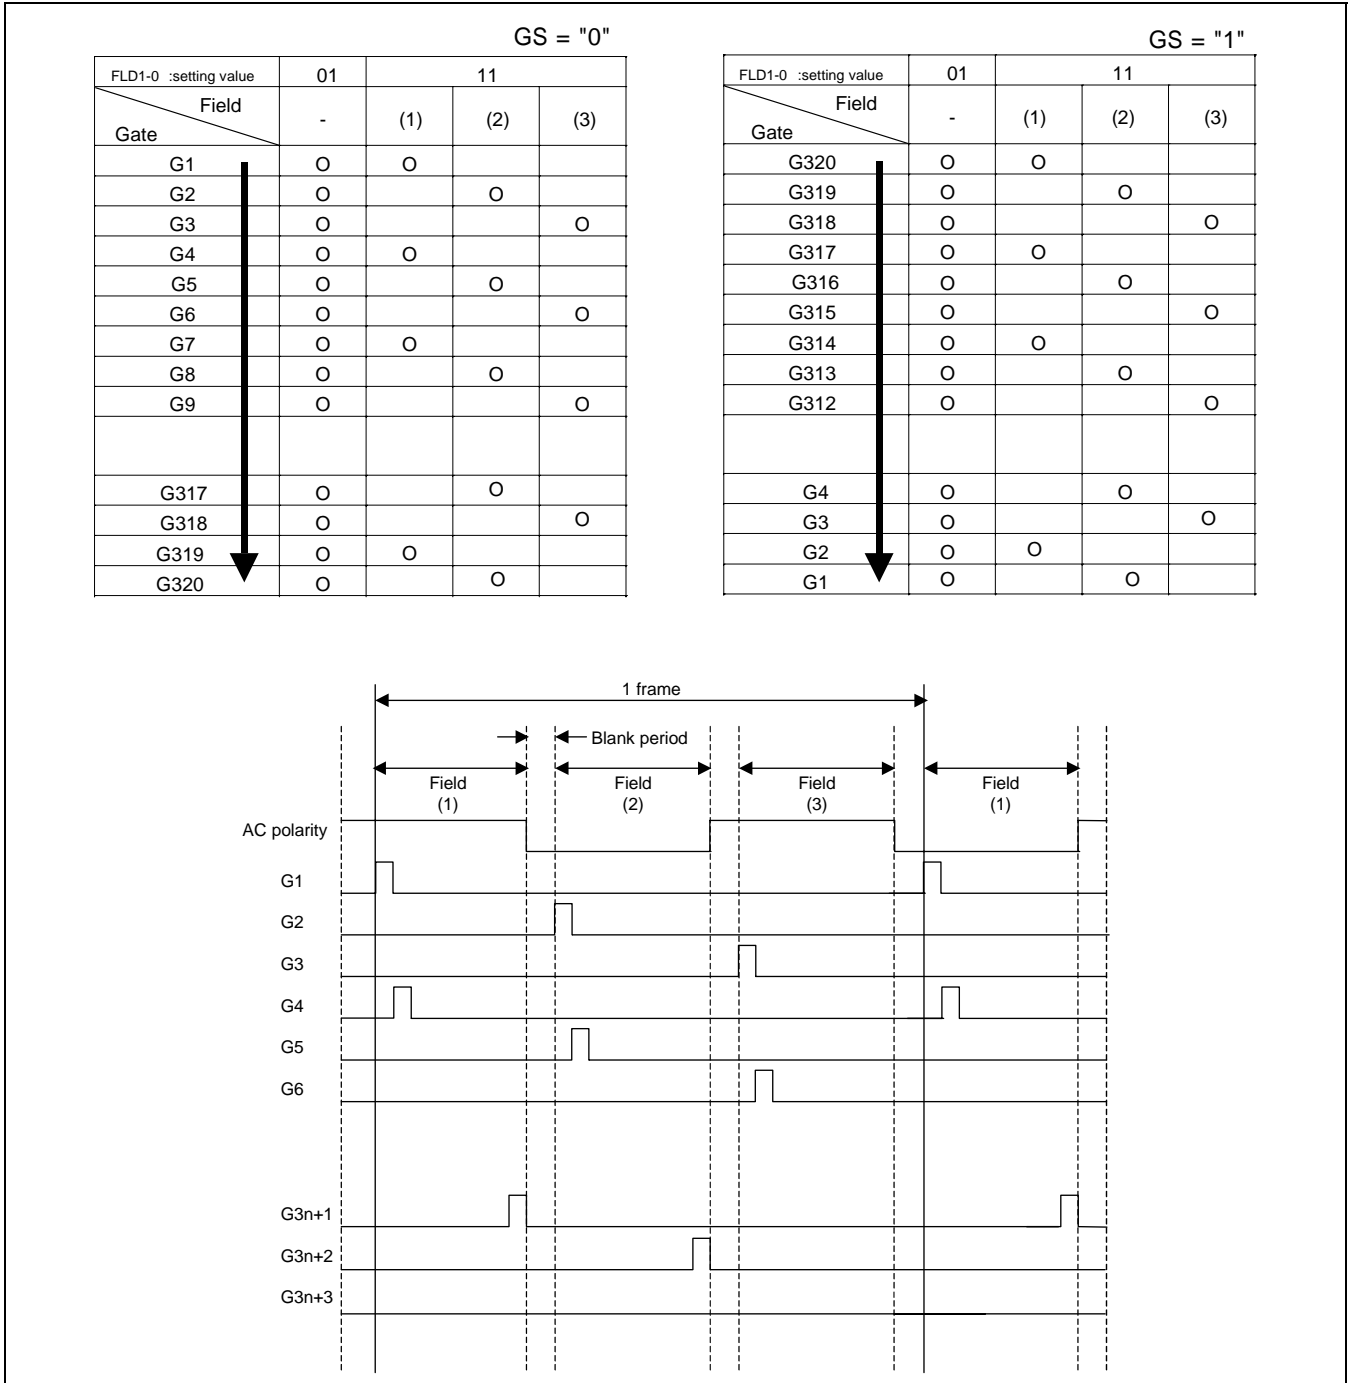 GS = "0"
FLD1-0 :setting value 01 11
Field
Gate - (1) (2) (3)
G1 O O
G2 O O
G3 O O
G4 O O
G5 O O
G6 O O
G7 O O
G8 O O
G9 O O
G317 O O
G318 O O
G319 O O
G320 O O
GS = "1"
FLD1-0 :setting value 01 11
Field
Gate - (1) (2) (3)
G320 O O
G319 O O
G318 O O
G317 O O
G316 O O
G315 O O
G314 O O
G313 O O
G312 O O
G4 O O
G3 O O
G2 O O
G1 O O
1 frame
Blank period
Field (1)
Field (2)
Field (3)
Field (1)
AC polarity
G1
G2
G3
G4
G5
G6
G3n+1
G3n+2
G3n+3